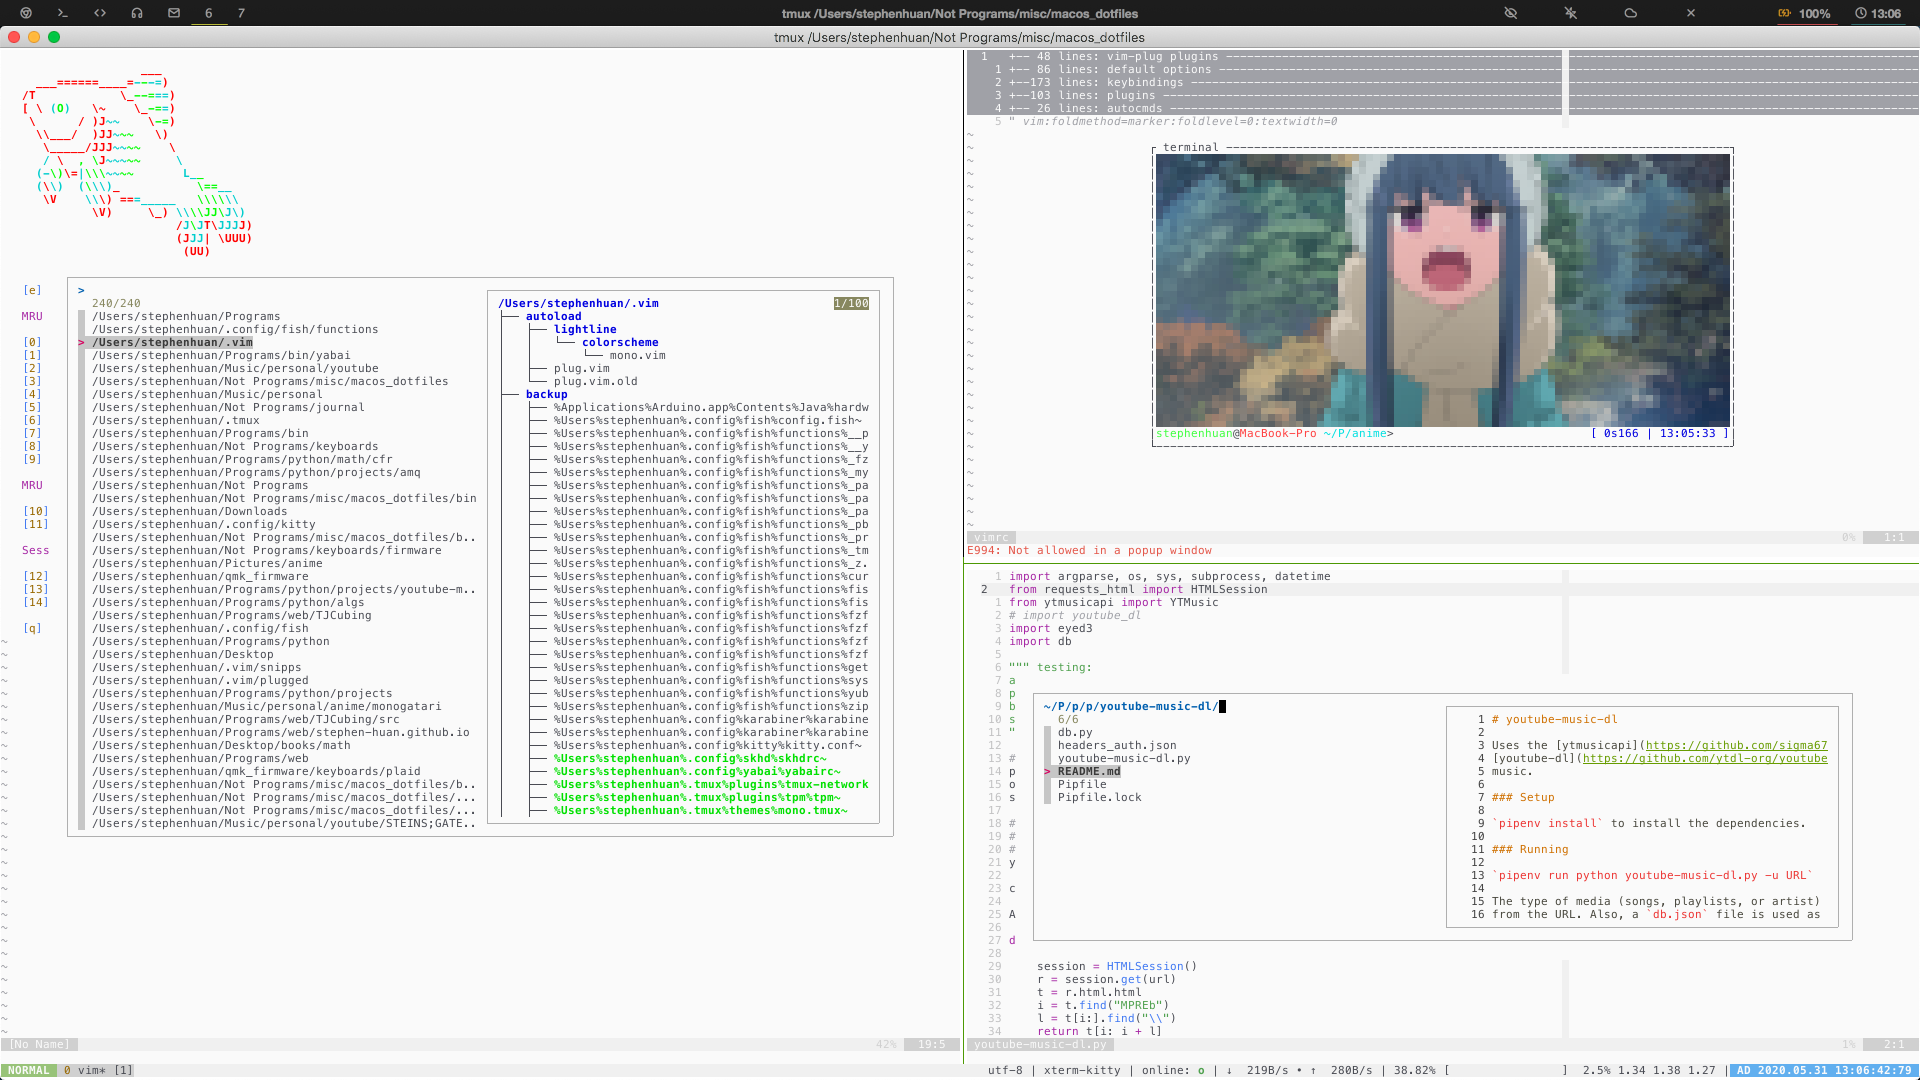 6 7
tmux /Users/stephenhuan/Not Programs/misc/macos_dotfiles
100% 13:06
tmux /Users/stephenhuan/Not Programs/misc/macos_dotfiles
[e]
MRU
[0]
[1]
[2]
[3]
[4]
[5]
[6]
[7]
[8]
[9]
MRU
[10]
[11]
Sess
[12]
[13]
[14]
[q]
>
240/240
/Users/stephenhuan/Programs
/Users/stephenhuan/.config/fish/functions
> /Users/stephenhuan/.vim
/Users/stephenhuan/Programs/bin/yabai
/Users/stephenhuan/Music/personal/youtube
/Users/stephenhuan/Not Programs/misc/macos_dotfiles
/Users/stephenhuan/Music/personal
/Users/stephenhuan/Not Programs/journal
/Users/stephenhuan/.tmux
/Users/stephenhuan/Programs/bin
/Users/stephenhuan/Not Programs/keyboards
/Users/stephenhuan/Programs/python/math/cfr
/Users/stephenhuan/Programs/python/projects/amq
/Users/stephenhuan/Not Programs
/Users/stephenhuan/Not Programs/misc/macos_dotfiles/bin
/Users/stephenhuan/Downloads
/Users/stephenhuan/.config/kitty
/Users/stephenhuan/Not Programs/misc/macos_dotfiles/b..
/Users/stephenhuan/Not Programs/keyboards/firmware
/Users/stephenhuan/Pictures/anime
/Users/stephenhuan/qmk_firmware
/Users/stephenhuan/Programs/python/projects/youtube-m..
/Users/stephenhuan/Programs/python/algs
/Users/stephenhuan/Programs/web/TJCubing
/Users/stephenhuan/.config/fish
/Users/stephenhuan/Programs/python
/Users/stephenhuan/Desktop
/Users/stephenhuan/.vim/snipps
/Users/stephenhuan/.vim/plugged
/Users/stephenhuan/Programs/python/projects
/Users/stephenhuan/Music/personal/anime/monogatari
/Users/stephenhuan/Programs/web/TJCubing/src
/Users/stephenhuan/Programs/web/stephen-huan.github.io
/Users/stephenhuan/Desktop/books/math
/Users/stephenhuan/Programs/web
/Users/stephenhuan/qmk_firmware/keyboards/plaid
/Users/stephenhuan/Not Programs/misc/macos_dotfiles/b..
/Users/stephenhuan/Not Programs/misc/macos_dotfiles/...
/Users/stephenhuan/Not Programs/misc/macos_dotfiles/...
/Users/stephenhuan/Music/personal/youtube/STEINS;GATE..
/Users/stephenhuan/.vim 1/100
autoload
lightline
colorscheme
mono.vim
plug.vim
plug.vim.old
backup
%Applications%Arduino.app%Contents%Java%hardw
%Users%stephenhuan%.config%fish%config.fish~
%Users%stephenhuan%.config%fish%functions%__p
%Users%stephenhuan%.config%fish%functions%__y
%Users%stephenhuan%.config%fish%functions%_fz
%Users%stephenhuan%.config%fish%functions%_my
%Users%stephenhuan%.config%fish%functions%_pa
%Users%stephenhuan%.config%fish%functions%_pa
%Users%stephenhuan%.config%fish%functions%_pa
%Users%stephenhuan%.config%fish%functions%_pb
%Users%stephenhuan%.config%fish%functions%_pr
%Users%stephenhuan%.config%fish%functions%_tm
%Users%stephenhuan%.config%fish%functions%_z.
%Users%stephenhuan%.config%fish%functions%cur
%Users%stephenhuan%.config%fish%functions%fis
%Users%stephenhuan%.config%fish%functions%fis
%Users%stephenhuan%.config%fish%functions%fzf
%Users%stephenhuan%.config%fish%functions%fzf
%Users%stephenhuan%.config%fish%functions%fzf
%Users%stephenhuan%.config%fish%functions%fzf
%Users%stephenhuan%.config%fish%functions%get
%Users%stephenhuan%.config%fish%functions%sys
%Users%stephenhuan%.config%fish%functions%yub
%Users%stephenhuan%.config%fish%functions%zip
%Users%stephenhuan%.config%karabiner%karabine
%Users%stephenhuan%.config%karabiner%karabine
%Users%stephenhuan%.config%kitty%kitty.conf~
%Users%stephenhuan%.config%skhd%skhdrc~
%Users%stephenhuan%.config%yabai%yabairc~
%Users%stephenhuan%.tmux%plugins%tmux-network
%Users%stephenhuan%.tmux%plugins%tpm%tpm~
%Users%stephenhuan%.tmux%themes%mono.tmux~
[No Name] 42% 19:5
1 +-- 48 lines: vim-plug plugins
1 +-- 86 lines: default options
2 +--173 lines: keybindings
3 +--103 lines: plugins
4 +-- 26 lines: autocmds
5 " vim:foldmethod=marker:foldlevel=0:textwidth=0
terminal
stephenhuan@MacBook-Pro ~/P/anime> [ 0s166 | 13:05:33 ]
vimrc 0% 1:1
E994: Not allowed in a popup window
1 import argparse, os, sys, subprocess, datetime
2 from requests_html import HTMLSession
1 from ytmusicapi import YTMusic
2 # import youtube_dl
3 import eyed3
4 import db
5
6 """ testing:
7 a
8 p
9 b
10 s
11 "
12
13 #
14 p
15 o
16 s
17
18 #
19 #
20 #
21 y
22
23 c
24
25 A
26
27 d
28
29 session = HTMLSession()
30 r = session.get(url)
31 t = r.html.html
32 i = t.find("MPREb")
33 l = t[i:].find("\\")
34 return t[i: i + l]
~/P/p/p/youtube-music-dl/
6/6
db.py
headers_auth.json
youtube-music-dl.py
> README.md
Pipfile
Pipfile.lock
1 # youtube-music-dl
2
3 Uses the [ytmusicapi](https://github.com/sigma67
4 [youtube-dl](https://github.com/ytdl-org/youtube
5 music.
6
7 ### Setup
8
9 `pipenv install` to install the dependencies.
10
11 ### Running
12
13 `pipenv run python youtube-music-dl.py -u URL`
14
15 The type of media (songs, playlists, or artist)
16 from the URL. Also, a `db.json` file is used as
youtube-music-dl.py 1% 2:1
NORMAL 0 vim* [1] utf-8 | xterm-kitty | online: o | ↓ 219B/s • ↑ 280B/s | 38.82% [ ] 2.5% 1.34 1.38 1.27 | AD 2020.05.31 13:06:42:79